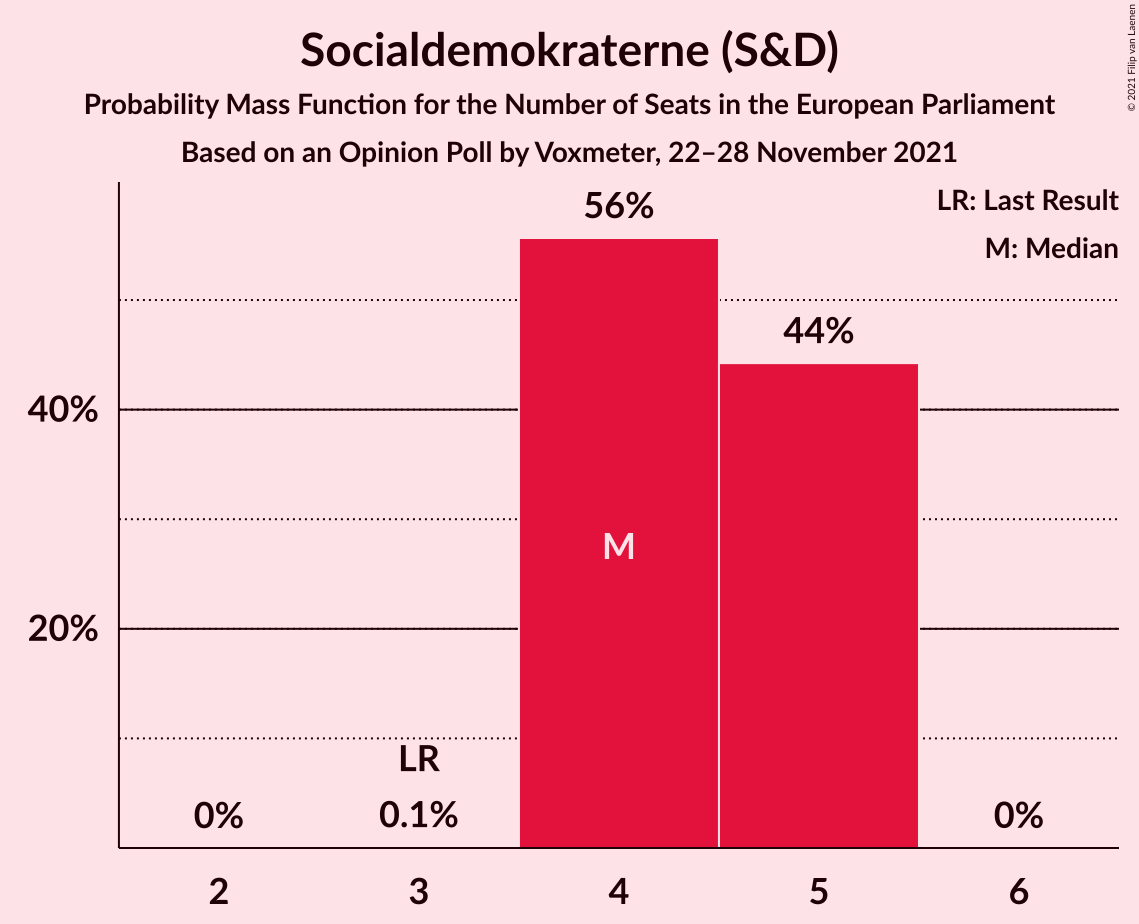 Socialdemokraterne (S&D)
Probability Mass Function for the Number of Seats in the European Parliament
Based on an Opinion Poll by Voxmeter, 22–28 November 2021
© 2021 Filip van Laenen
LR: Last Result
M: Median
56%
44%
40%
M
20%
LR
0%
0.1%
0%
2
3
4
5
6